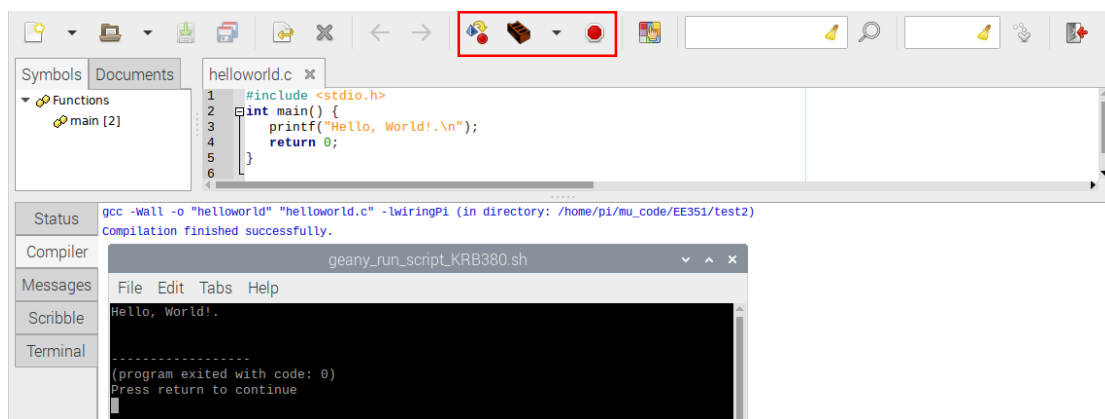 Symbols Documents
helloworld.c
Functions
main [2]
1 #include <stdio.h>
2 int main() {
3 printf("Hello, World!.\n");
4 return 0;
5 }
6
Status
Compiler
Messages
Scribble
Terminal
gcc -Wall -o "helloworld" "helloworld.c" -lwiringPi (in directory: /home/pi/mu_code/EE351/test2)
Compilation finished successfully.
geany_run_script_KRB380.sh
File Edit Tabs Help
Hello, World!.
------------------
(program exited with code: 0)
Press return to continue